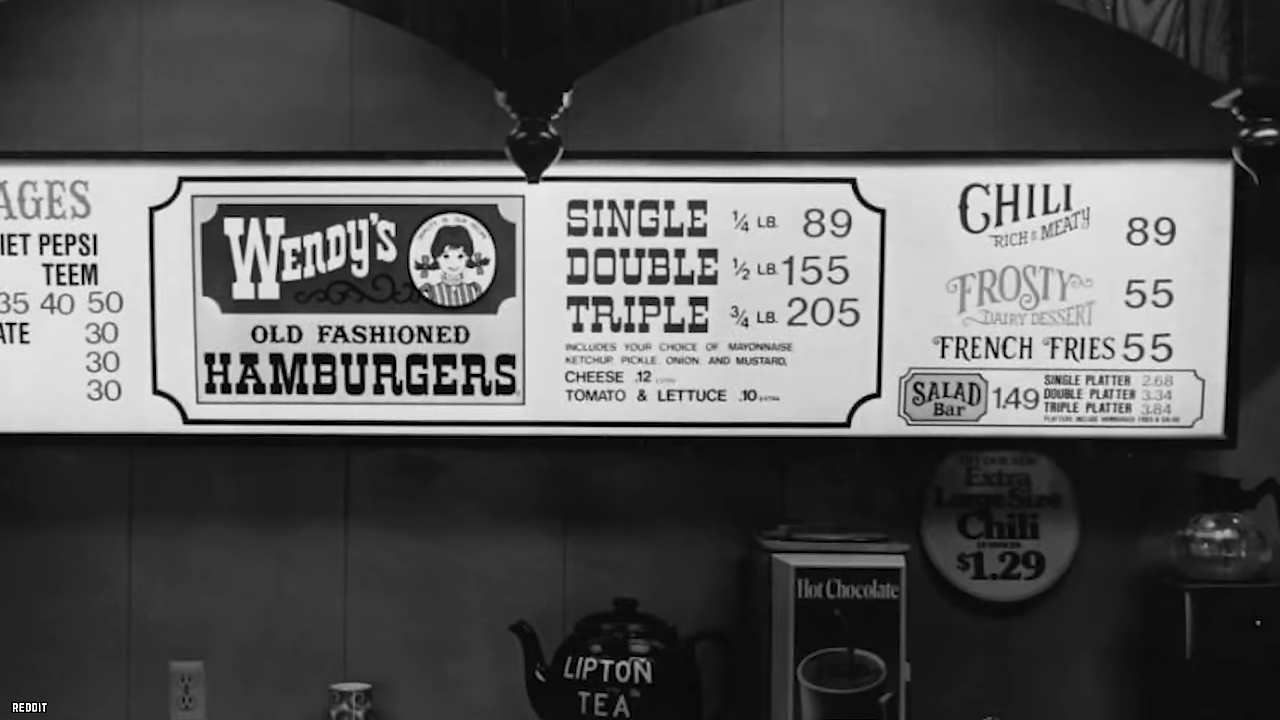 AGES
IET PEPSI
TEEM
35 40 50
ATE 30
30
30
WENDY'S
OLD FASHIONED
HAMBURGERS
SINGLE 1/4 LB. 89
DOUBLE 1/2 LB. 155
TRIPLE 3/4 LB. 205
INCLUDES YOUR CHOICE OF MAYONNAISE
KETCHUP, PICKLE, ONION, AND MUSTARD,
CHEESE .12 EXTRA
TOMATO & LETTUCE .10 EXTRA
CHILI
RICH & MEATY 89
FROSTY
DAIRY DESSERT 55
FRENCH FRIES 55
SALAD Bar 1.49
SINGLE PLATTER 2.68
DOUBLE PLATTER 3.34
TRIPLE PLATTER 3.84
Extra
Large Size
Chili
$1.29
Hot Chocolate
LIPTON
TEA
REDDIT